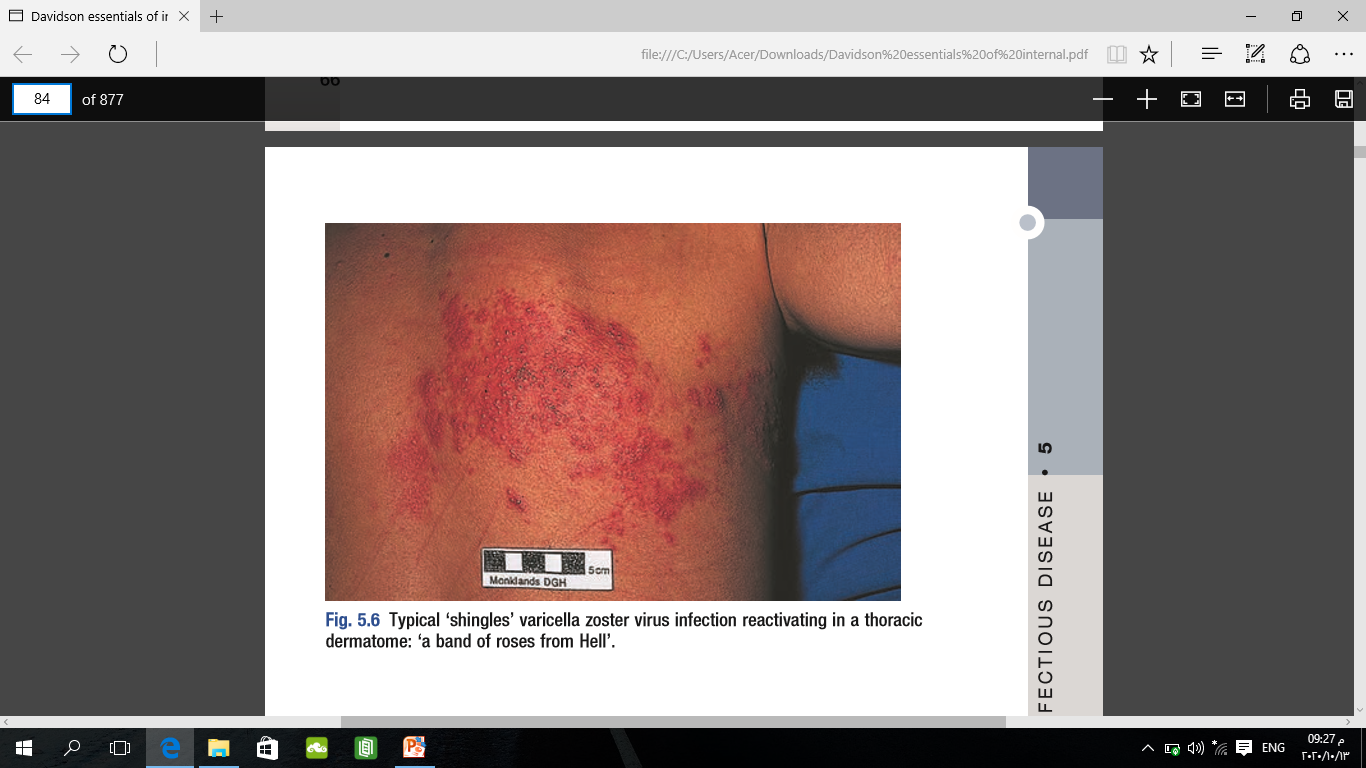 Davidson essentials of ir
file:///C:/Users/Acer/Downloads/Davidson%20essentials%20of%20internal.pdf
84 of 877
66
5cm
Monklands DGH
Fig. 5.6 Typical ‘shingles’ varicella zoster virus infection reactivating in a thoracic
dermatome: ‘a band of roses from Hell’.
FECTIOUS DISEASE • 5
ENG
09:27 م
٢٠٢٠/١٠/١٣